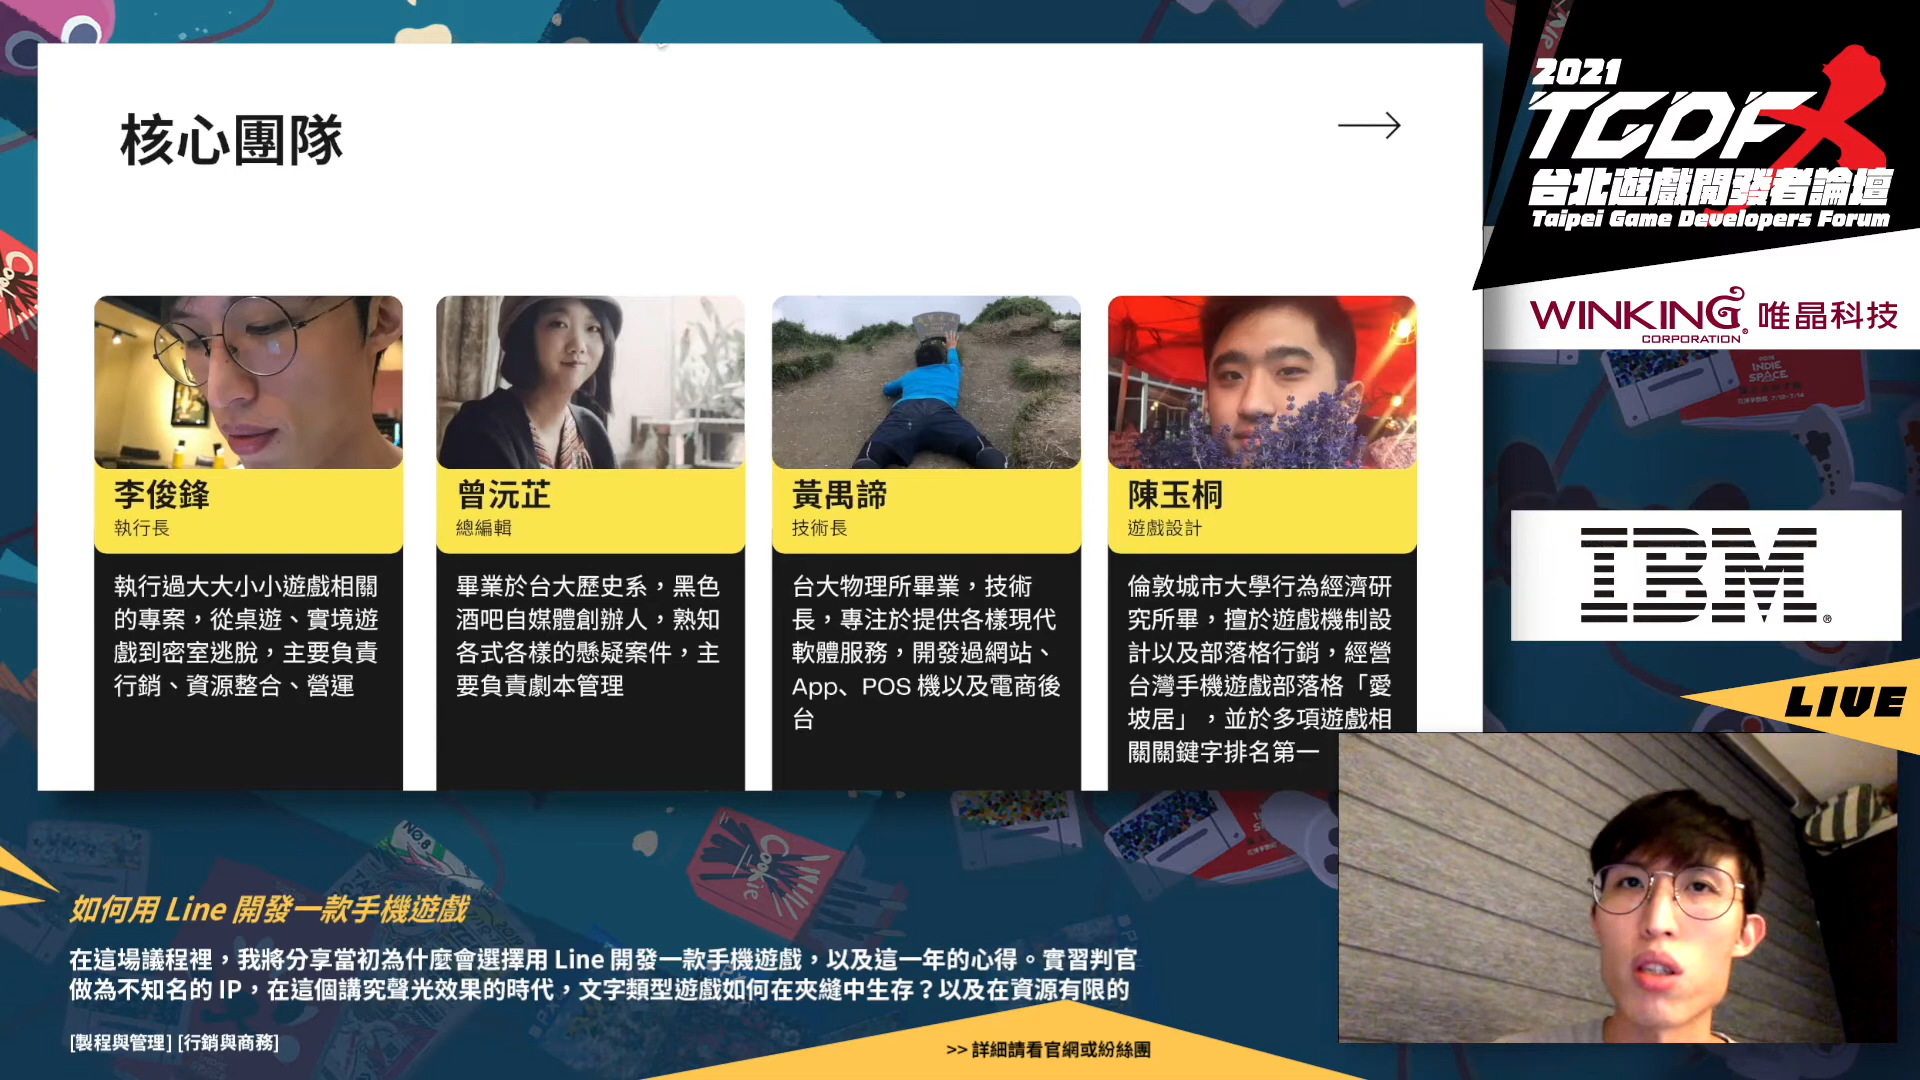 核心團隊
李俊鋒
執行長
執行過大大小小遊戲相關
的專案，從桌遊、實境遊
戲到密室逃脫，主要負責
行銷、資源整合、營運
曾沅芷
總編輯
畢業於台大歷史系，黑色
酒吧自媒體創辦人，熟知
各式各樣的懸疑案件，主
要負責劇本管理
黃禺諦
技術長
台大物理所畢業，技術
長，專注於提供各樣現代
軟體服務，開發過網站、
App、POS 機以及電商後
台
陳玉桐
遊戲設計
倫敦城市大學行為經濟研
究所畢，擅於遊戲機制設
計以及部落格行銷，經營
台灣手機遊戲部落格「愛
坡居」，並於多項遊戲相
關關鍵字排名第一
2021
TGDF X
台北遊戲開發者論壇
Taipei Game Developers Forum
WINKING 唯晶科技
CORPORATION
INDIE
SPACE
IBM
LIVE
NO.8
Cookie
如何用 Line 開發一款手機遊戲
在這場議程裡，我將分享當初為什麼會選擇用 Line 開發一款手機遊戲，以及這一年的心得。實習判官
做為不知名的 IP，在這個講究聲光效果的時代，文字類型遊戲如何在夾縫中生存？以及在資源有限的
[製程與管理] [行銷與商務]
>> 詳細請看官網或紛絲團